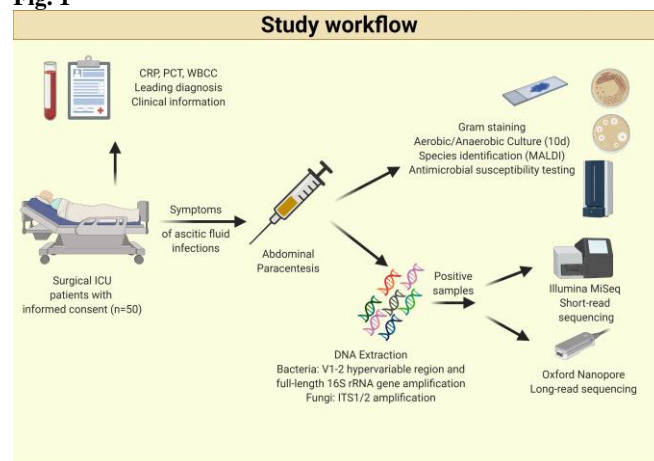 Fig. 1
Study workflow
CRP, PCT, WBCC
Leading diagnosis
Clinical information
Gram staining
Aerobic/Anaerobic Culture (10d)
Species identification (MALDI)
Antimicrobial susceptibility testing
Symptoms
of ascitic fluid
infections
Abdominal
Paracentesis
Surgical ICU
patients with
informed consent (n=50)
Positive
samples
Illumina MiSeq
Short-read
sequencing
DNA Extraction
Bacteria: V1-2 hypervariable region and
full-length 16S rRNA gene amplification
Fungi: ITS1/2 amplification
Oxford Nanopore
Long-read sequencing